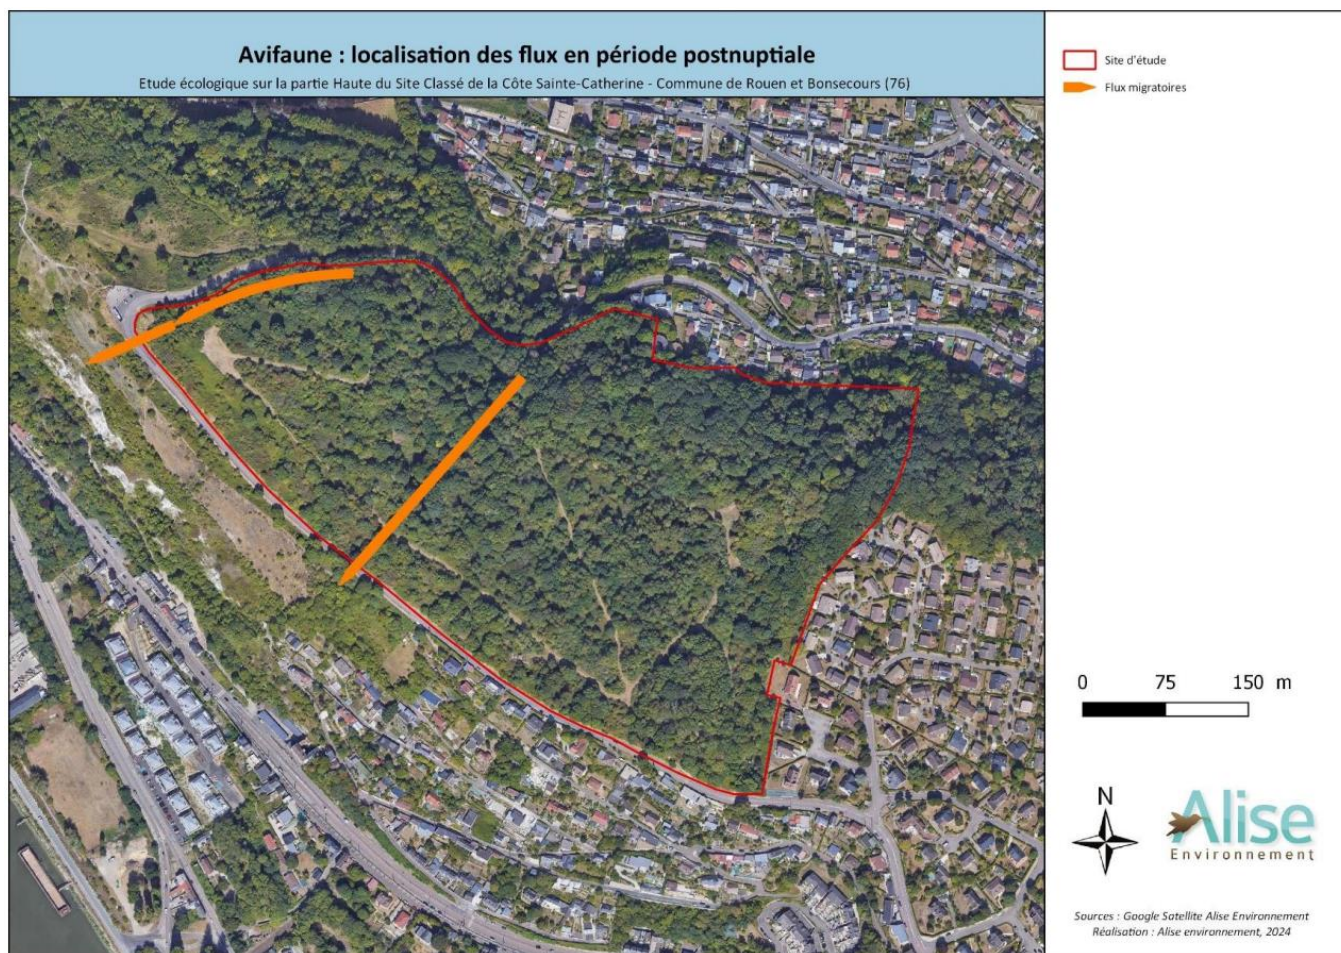 Avifaune : localisation des flux en période postnuptiale
Etude écologique sur la partie Haute du Site Classé de la Côte Sainte-Catherine - Commune de Rouen et Bonsecours (76)
Site d'étude
Flux migratoires
0 75 150 m
N
Alise
Environnement
Sources : Google Satellite Alise Environnement
Réalisation : Alise environnement, 2024